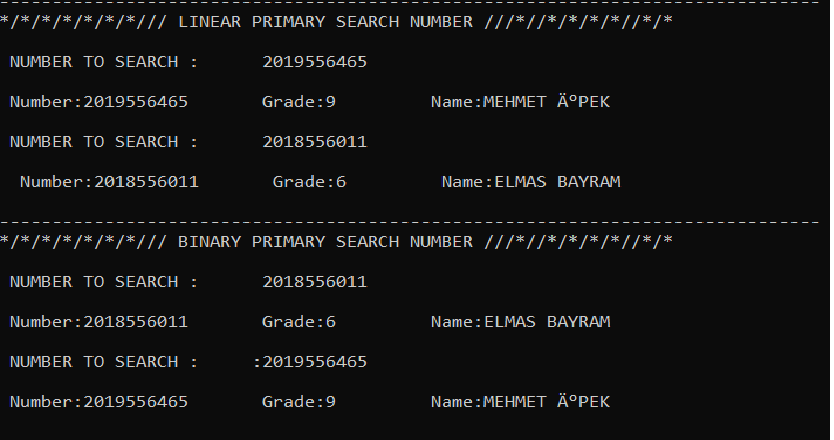 ------------------------------------------------------------------------------
*/*/*/*/*/*/*/// LINEAR PRIMARY SEARCH NUMBER ///*//*/*/*/*//*/*
NUMBER TO SEARCH :      2019556465
Number:2019556465       Grade:9         Name:MEHMET İPEK
NUMBER TO SEARCH :      2018556011
Number:2018556011       Grade:6         Name:ELMAS BAYRAM
------------------------------------------------------------------------------
*/*/*/*/*/*/*/// BINARY PRIMARY SEARCH NUMBER ///*//*/*/*/*//*/*
NUMBER TO SEARCH :      2018556011
Number:2018556011       Grade:6         Name:ELMAS BAYRAM
NUMBER TO SEARCH :     :2019556465
Number:2019556465       Grade:9         Name:MEHMET İPEK